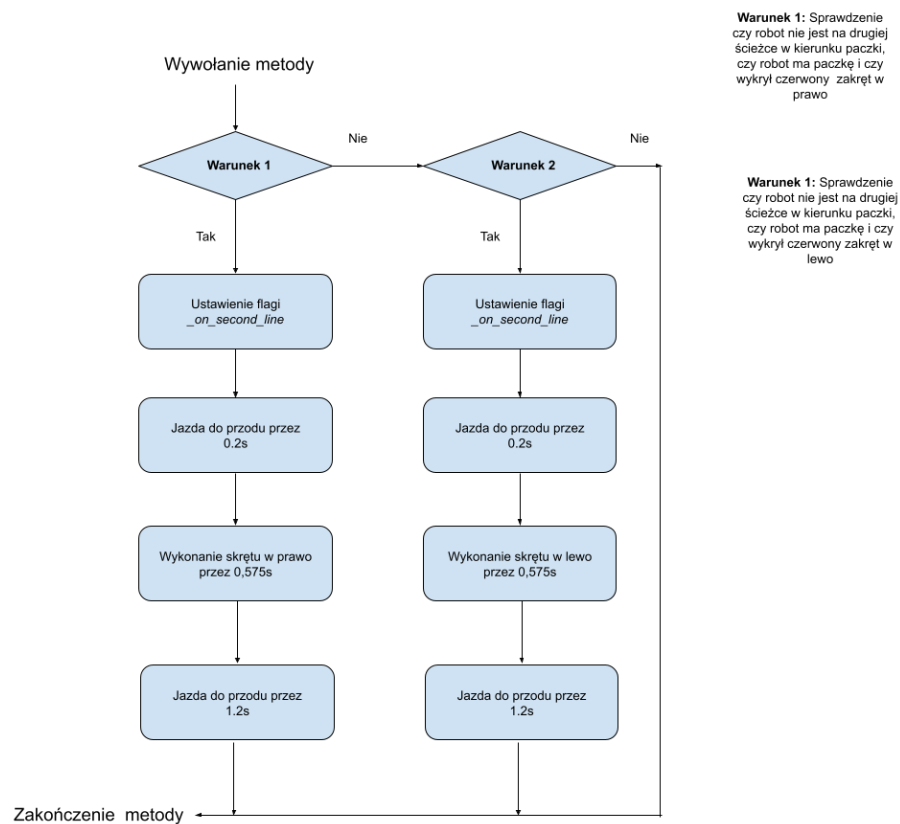 Warunek 1: Sprawdzenie
czy robot nie jest na drugiej
ścieżce w kierunku paczki,
czy robot ma paczkę i czy
wykrył czerwony zakręt w
prawo
Wywołanie metody
Nie
Nie
Warunek 1
Warunek 2
Warunek 1: Sprawdzenie
czy robot nie jest na drugiej
ścieżce w kierunku paczki,
czy robot ma paczkę i czy
wykrył czerwony zakręt w
lewo
Tak
Tak
Ustawienie flagi
_on_second_line
Ustawienie flagi
_on_second_line
Jazda do przodu przez
0.2s
Jazda do przodu przez
0.2s
Wykonanie skrętu w prawo
przez 0,575s
Wykonanie skrętu w lewo
przez 0,575s
Jazda do przodu przez
1.2s
Jazda do przodu przez
1.2s
Zakończenie metody